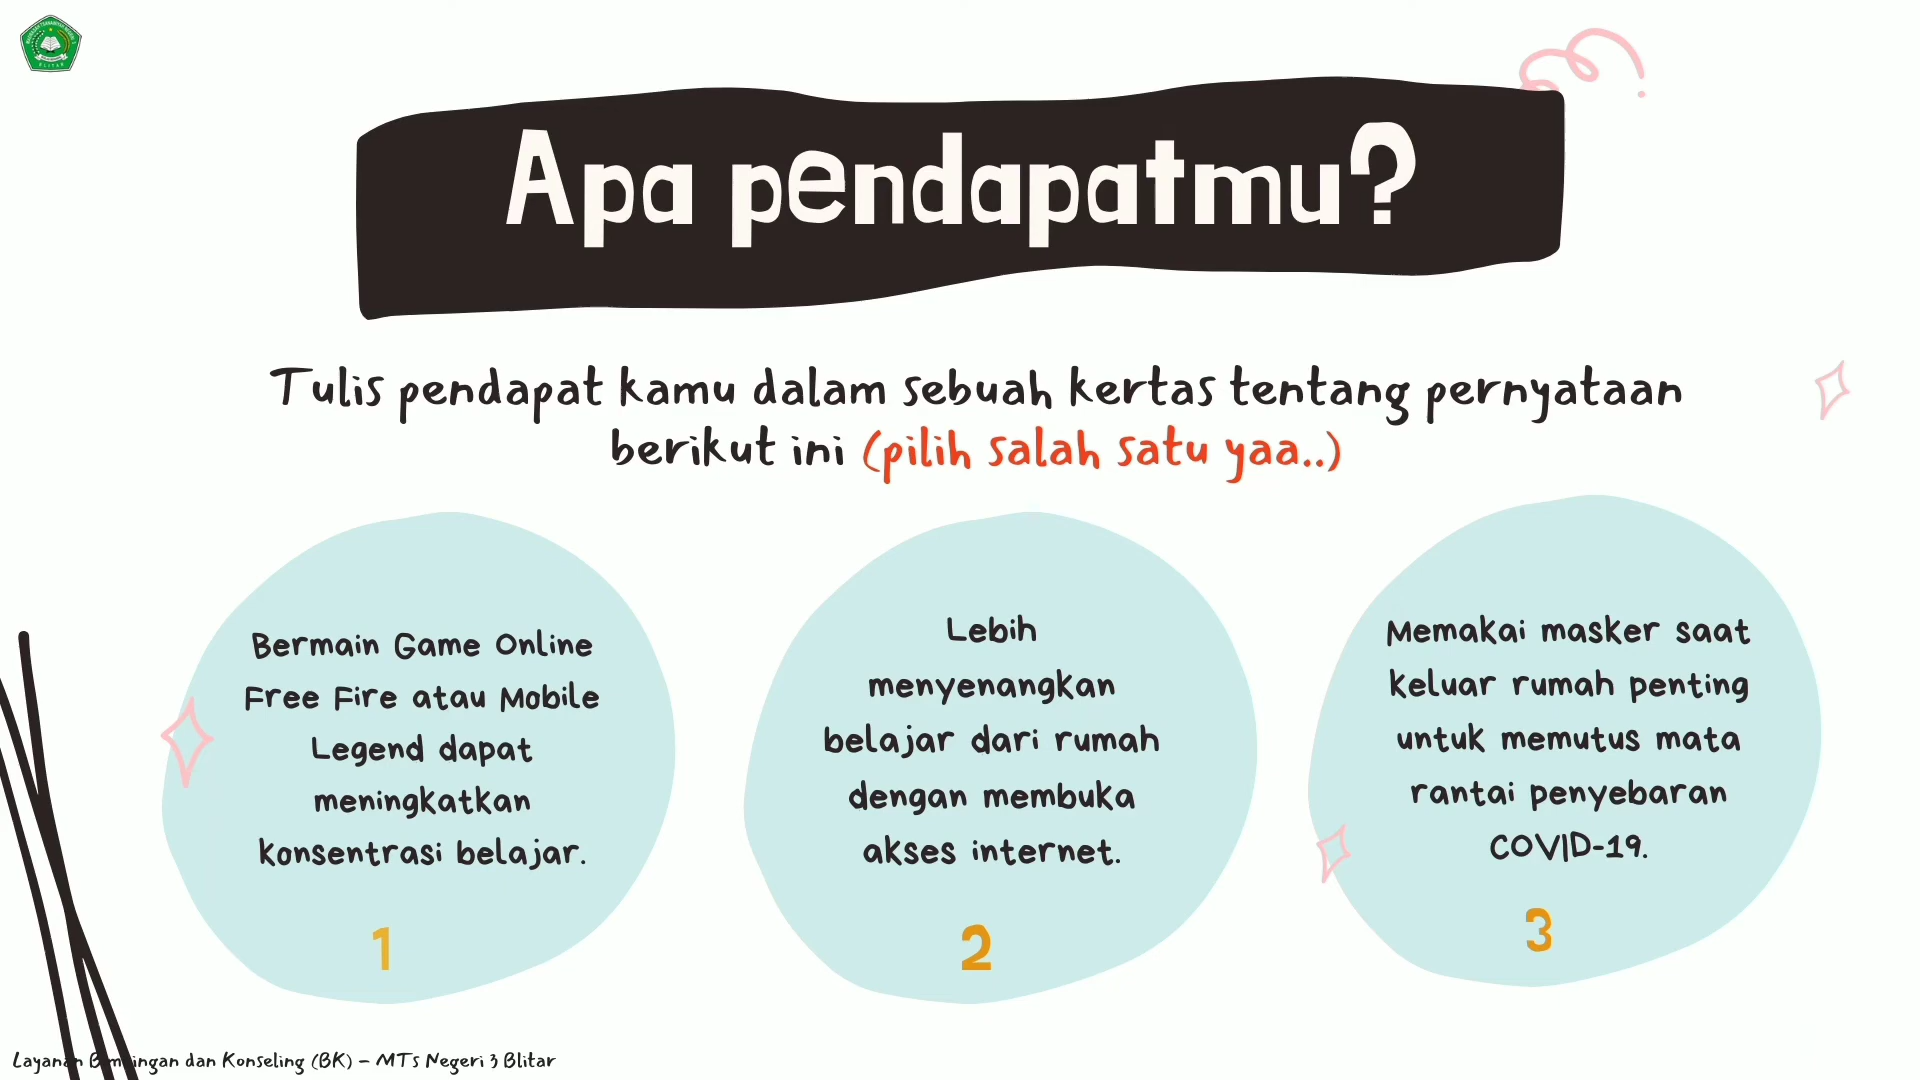 Apa pendapatmu?
Tulis pendapat kamu dalam sebuah kertas tentang pernyataan
berikut ini (pilih salah satu yaa..)
Bermain Game Online
Free Fire atau Mobile
Legend dapat
meningkatkan
konsentrasi belajar.
1
Lebih
menyenangkan
belajar dari rumah
dengan membuka
akses internet.
2
Memakai masker saat
keluar rumah penting
untuk memutus mata
rantai penyebaran
COVID-19.
3
Layanan Bimbingan dan Konseling (BK) - MTs Negeri 3 Blitar
BLITAR